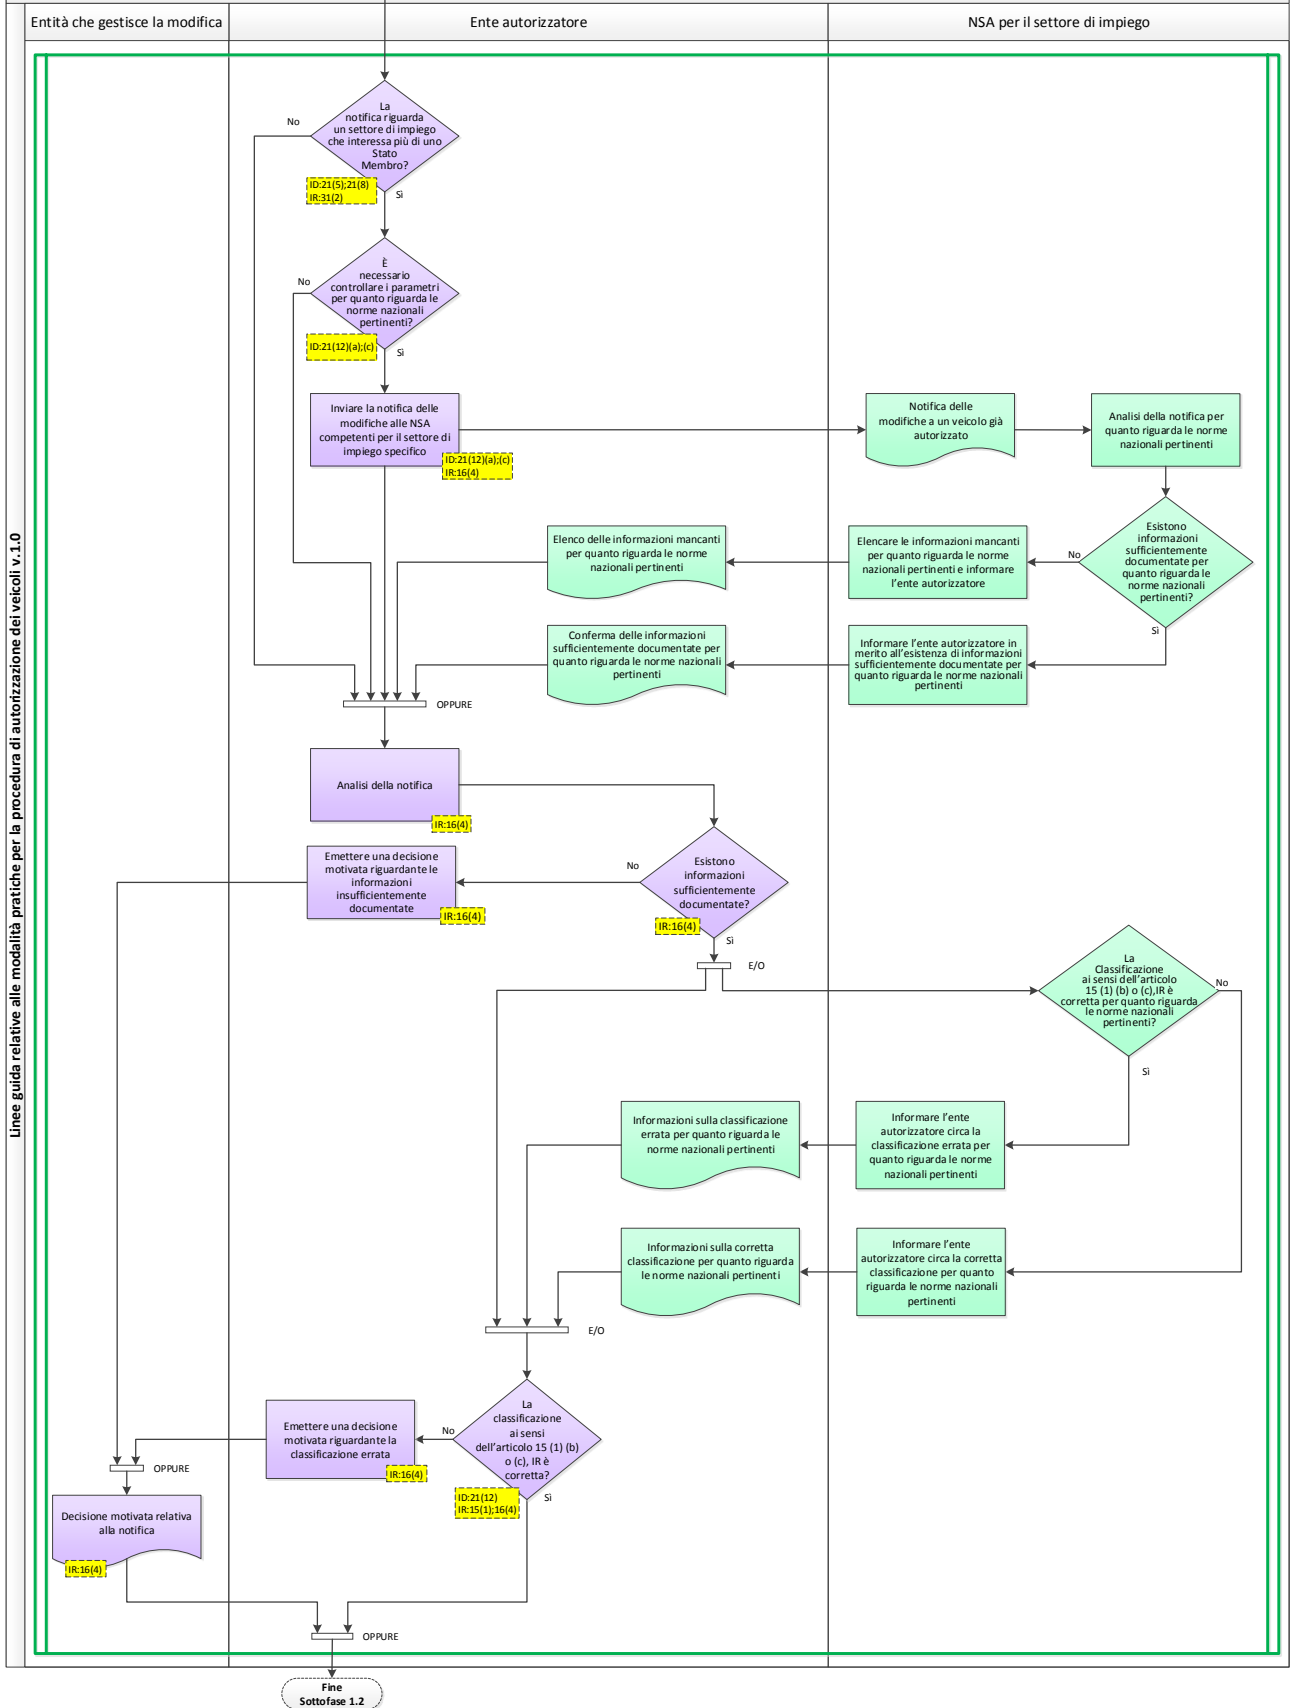 Entità che gestisce la modifica
Ente autorizzatore
NSA per il settore di impiego
Linee guida relative alle modalità pratiche per la procedura di autorizzazione dei veicoli v.1.0
La
notifica riguarda
un settore di impiego
che interessa più di uno
Stato
Membro?
No
ID:21(5);21(8)
IR:31(2)
Sì
È
necessario
controllare i parametri
per quanto riguarda le
norme nazionali
pertinenti?
No
ID:21(12)(a);(c)
Sì
Inviare la notifica delle
modifiche alle NSA
competenti per il settore di
impiego specifico
ID:21(12)(a);(c)
IR:16(4)
Notifica delle
modifiche a un veicolo già
autorizzato
Analisi della notifica per
quanto riguarda le norme
nazionali pertinenti
Esistono
informazioni
sufficientemente
documentate per
quanto riguarda le
norme nazionali
pertinenti?
No
Sì
Elencare le informazioni mancanti
per quanto riguarda le norme
nazionali pertinenti e informare
l'ente autorizzatore
Elenco delle informazioni mancanti
per quanto riguarda le norme
nazionali pertinenti
Informare l'ente autorizzatore in
merito all'esistenza di informazioni
sufficientemente documentate per
quanto riguarda le norme nazionali
pertinenti
Conferma delle informazioni
sufficientemente documentate per
quanto riguarda le norme nazionali
pertinenti
OPPURE
Analisi della notifica
IR:16(4)
Esistono
informazioni
sufficientemente
documentate?
No
IR:16(4)
Sì
Emettere una decisione
motivata riguardante le
informazioni
insufficientemente
documentate
IR:16(4)
E/O
La
Classificazione
ai sensi dell'articolo
15 (1) (b) o (c),IR è
corretta per quanto riguarda
le norme nazionali
pertinenti?
No
Sì
Informare l'ente
autorizzatore circa la
classificazione errata per
quanto riguarda le norme
nazionali pertinenti
Informazioni sulla classificazione
errata per quanto riguarda le
norme nazionali pertinenti
Informare l'ente
autorizzatore circa la corretta
classificazione per quanto
riguarda le norme nazionali
pertinenti
Informazioni sulla corretta
classificazione per quanto riguarda
le norme nazionali pertinenti
E/O
La
classificazione
ai sensi
dell'articolo 15 (1) (b)
o (c), IR è
corretta?
No
ID:21(12)
IR:15(1);16(4)
Sì
Emettere una decisione
motivata riguardante la
classificazione errata
IR:16(4)
OPPURE
Decisione motivata relativa
alla notifica
IR:16(4)
OPPURE
Fine
Sottofase 1.2